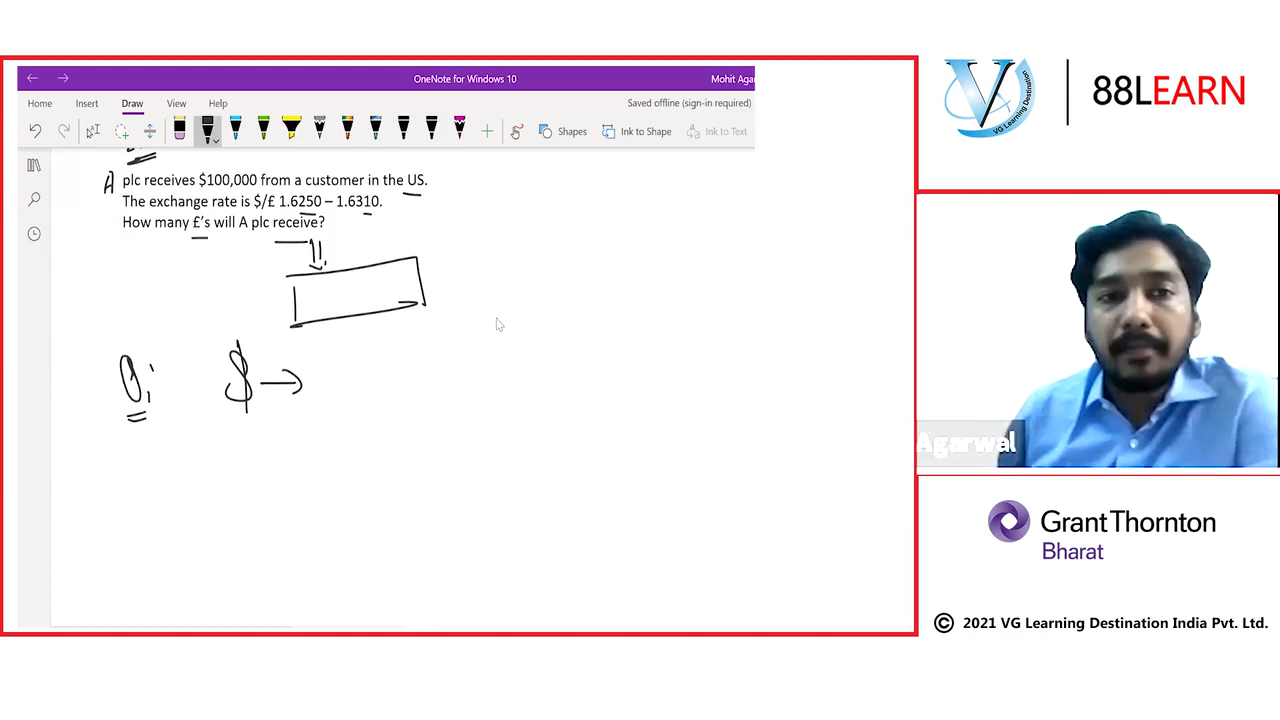 OneNote for Windows 10
Mohit Agar
Home Insert Draw View Help
Saved offline (sign-in required)
Shapes
Ink to Shape
Ink to Text
A plc receives $100,000 from a customer in the US.
The exchange rate is $/£ 1.6250 – 1.6310.
How many £'s will A plc receive?
$ →
V
VG Learning Destination
88LEARN
Agarwal
Grant Thornton
Bharat
© 2021 VG Learning Destination India Pvt. Ltd.